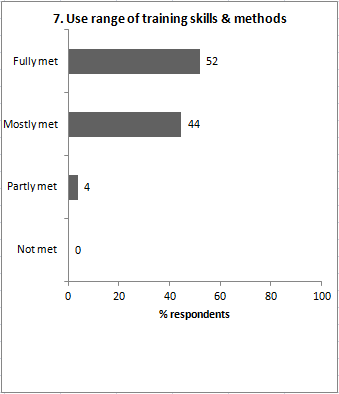 7. Use range of training skills & methods
Fully met 52
Mostly met 44
Partly met 4
Not met 0
0 20 40 60 80 100
% respondents